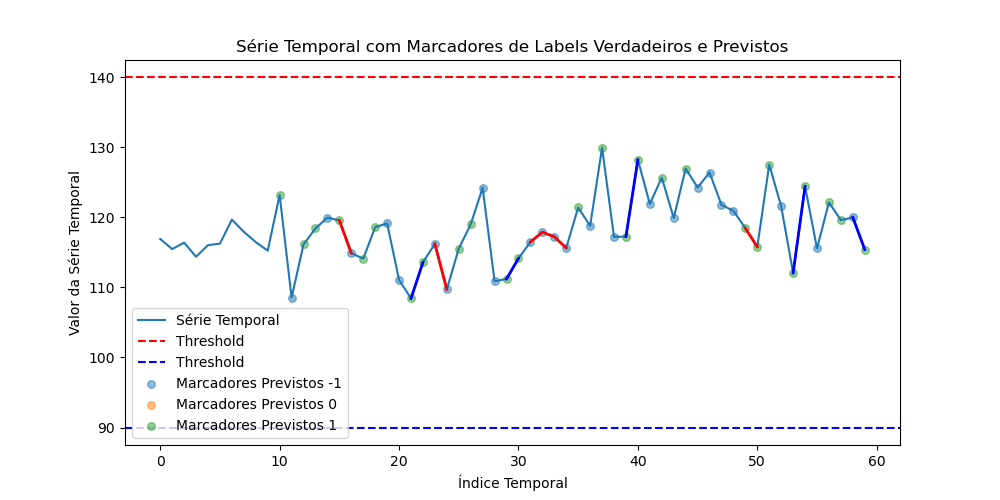 Série Temporal com Marcadores de Labels Verdadeiros e Previstos
Valor da Série Temporal
140
130
120
110
100
90
Série Temporal
Threshold
Threshold
Marcadores Previstos -1
Marcadores Previstos 0
Marcadores Previstos 1
0
10
20
30
40
50
60
Índice Temporal